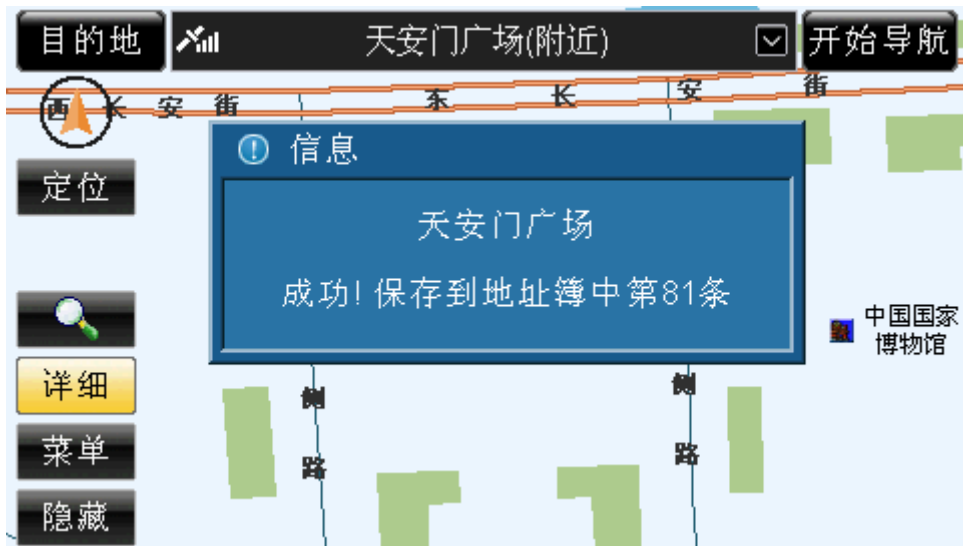 目的地
天安门广场(附近)
开始导航
西长安街
东长安街
信息
定位
天安门广场
成功!保存到地址簿中第81条
中国国家
博物馆
详细
侧路
侧路
菜单
隐藏